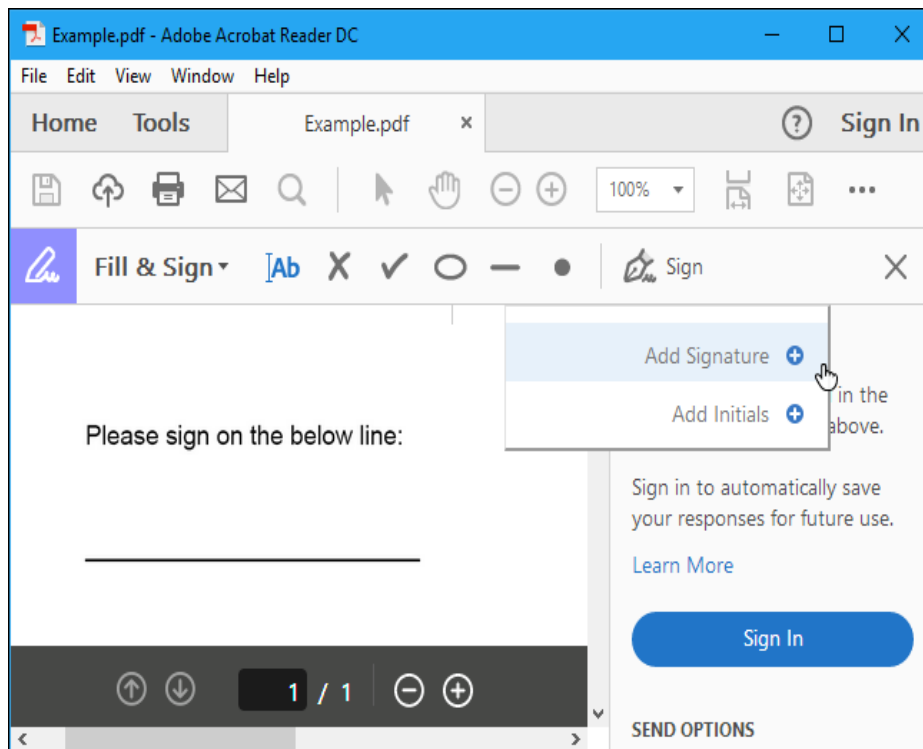 Example.pdf - Adobe Acrobat Reader DC
File Edit View Window Help
Home Tools Example.pdf × ? Sign In
100%
Fill & Sign Ab Sign
Add Signature
Add Initials
in the
above.
Please sign on the below line:
Sign in to automatically save
your responses for future use.
Learn More
Sign In
1 / 1
SEND OPTIONS